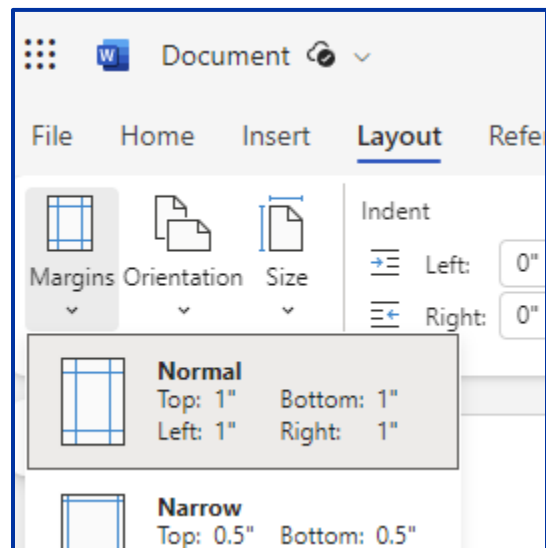 W Document
File Home Insert Layout Refe
Margins Orientation Size
Indent
Left: 0"
Right: 0"
Normal
Top: 1" Bottom: 1"
Left: 1" Right: 1"
Narrow
Top: 0.5" Bottom: 0.5"